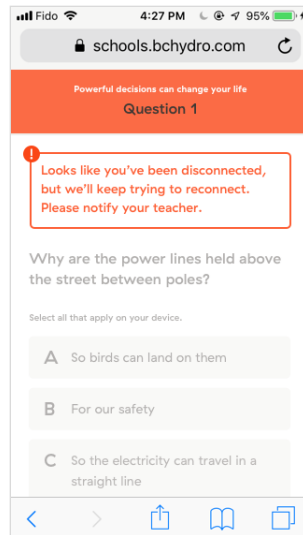 Fido 4:27 PM 95%
schools.bchydro.com
Powerful decisions can change your life
Question 1
!
Looks like you've been disconnected,
but we'll keep trying to reconnect.
Please notify your teacher.
Why are the power lines held above
the street between poles?
Select all that apply on your device.
A So birds can land on them
B For our safety
C So the electricity can travel in a
straight line